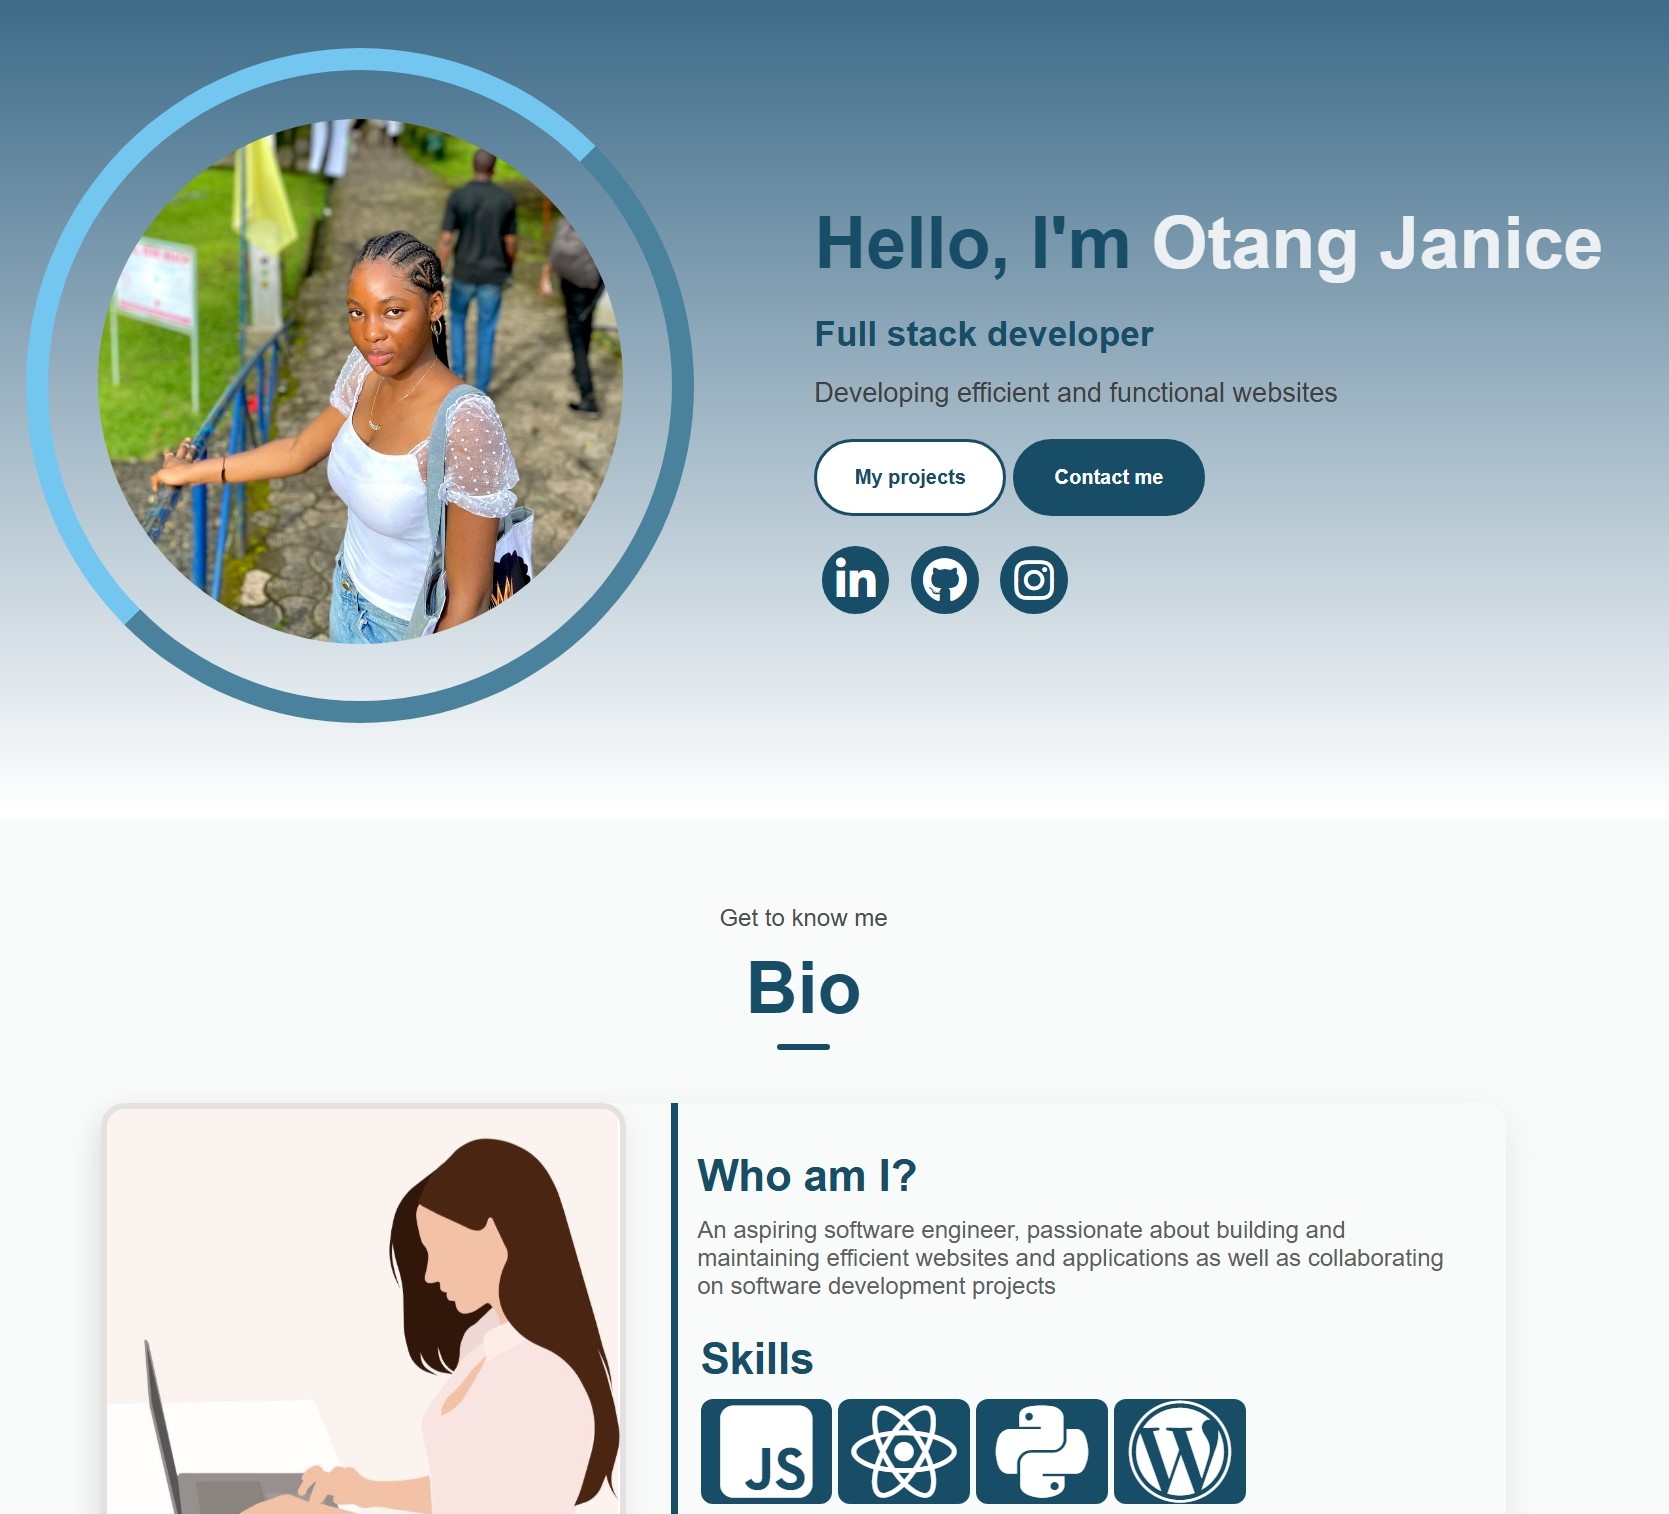 Hello, I'm Otang Janice
Full stack developer
Developing efficient and functional websites
My projects
Contact me
in
Get to know me
Bio
Who am I?
An aspiring software engineer, passionate about building and
maintaining efficient websites and applications as well as collaborating
on software development projects
Skills
JS
W